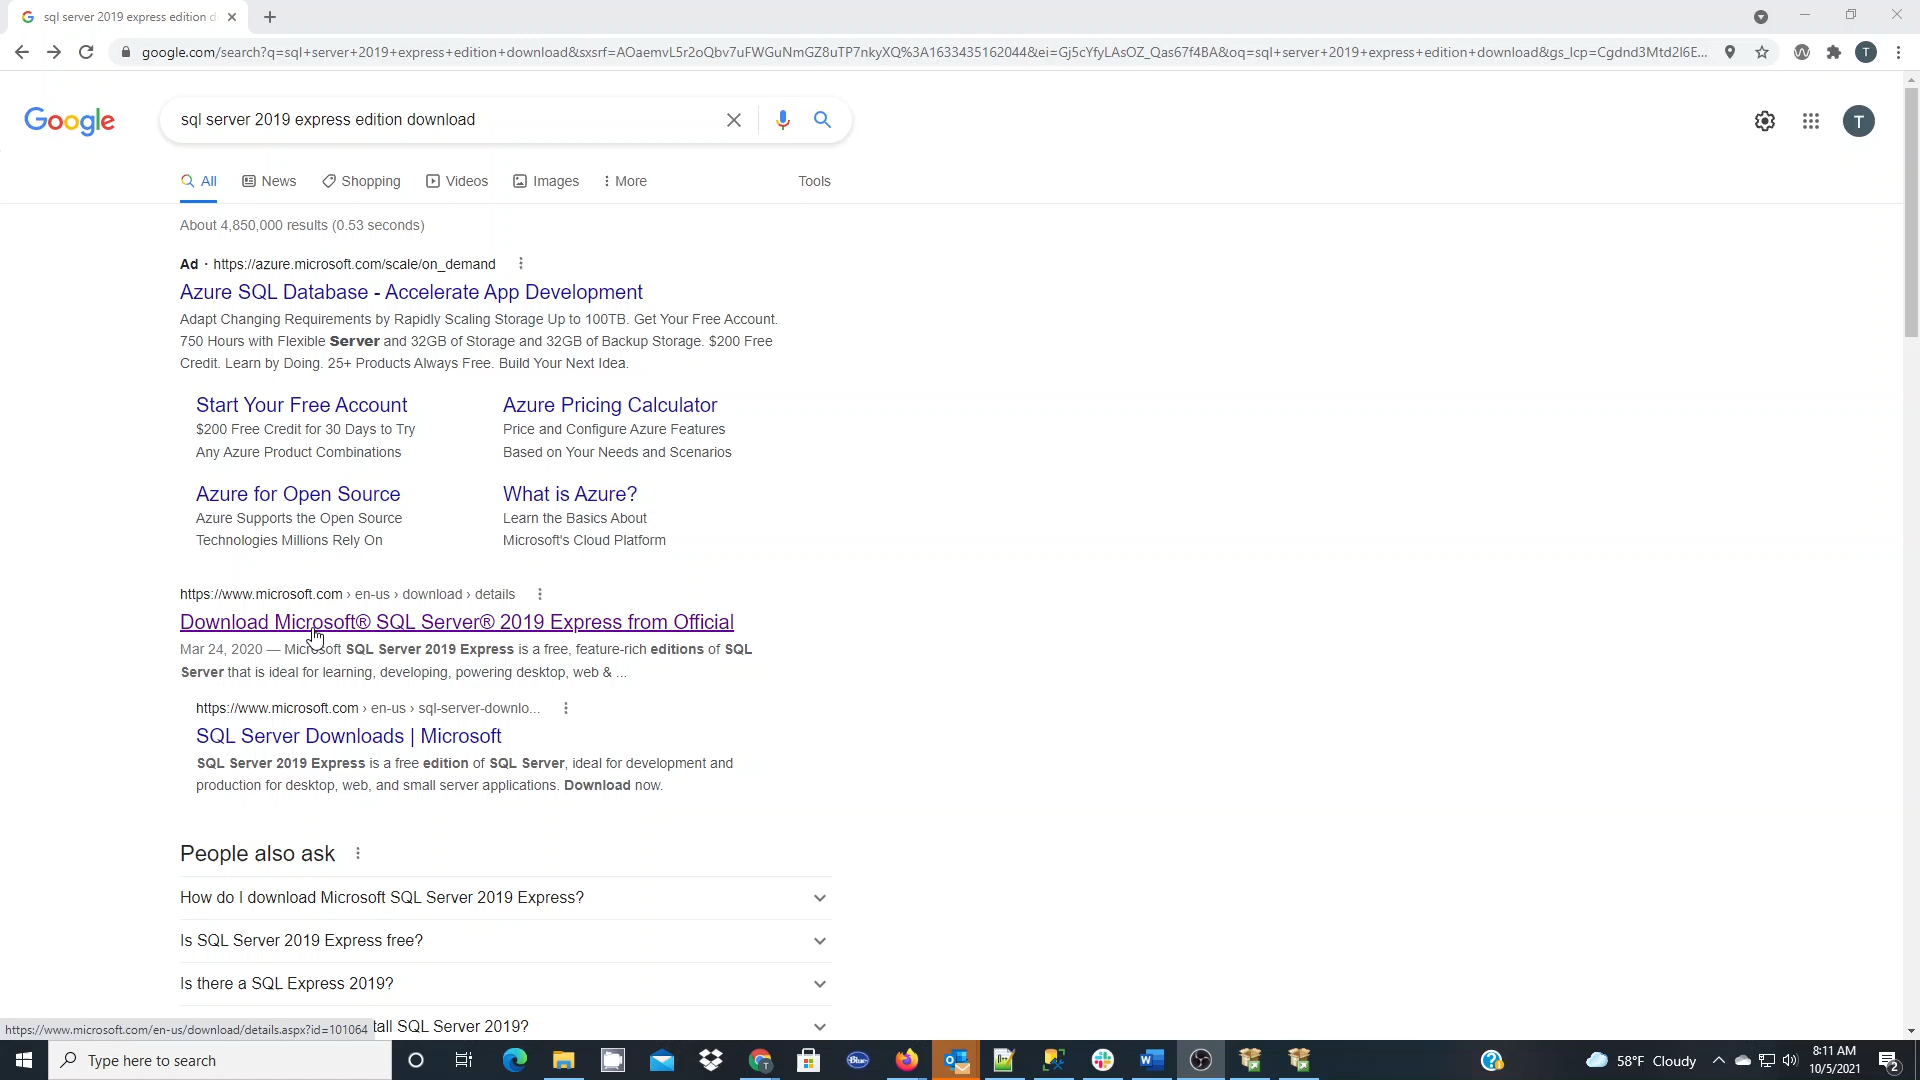 sql server 2019 express edition d
google.com/search?q=sql+server+2019+express+edition+download&sxsrf=AOaemvL5r2oQbv7uFWGuNmGZ8uTP7nkyXQ%3A1633435162044&ei=Gj5cYfyLAsOZ_Qas67f4BA&oq=sql+server+2019+express+edition+download&gs_lcp=Cgdnd3Mtd2l6E...
T
Google
sql server 2019 express edition download
T
All
News
Shopping
Videos
Images
More
Tools
About 4,850,000 results (0.53 seconds)
Ad · https://azure.microsoft.com/scale/on_demand
Azure SQL Database - Accelerate App Development
Adapt Changing Requirements by Rapidly Scaling Storage Up to 100TB. Get Your Free Account.
750 Hours with Flexible Server and 32GB of Storage and 32GB of Backup Storage. $200 Free
Credit. Learn by Doing. 25+ Products Always Free. Build Your Next Idea.
Start Your Free Account
$200 Free Credit for 30 Days to Try
Any Azure Product Combinations
Azure Pricing Calculator
Price and Configure Azure Features
Based on Your Needs and Scenarios
Azure for Open Source
Azure Supports the Open Source
Technologies Millions Rely On
What is Azure?
Learn the Basics About
Microsoft's Cloud Platform
https://www.microsoft.com › en-us › download › details
Download Microsoft® SQL Server® 2019 Express from Official
Mar 24, 2020 — Microsoft SQL Server 2019 Express is a free, feature-rich editions of SQL
Server that is ideal for learning, developing, powering desktop, web & ...
https://www.microsoft.com › en-us › sql-server-downlo...
SQL Server Downloads | Microsoft
SQL Server 2019 Express is a free edition of SQL Server, ideal for development and
production for desktop, web, and small server applications. Download now.
People also ask
How do I download Microsoft SQL Server 2019 Express?
Is SQL Server 2019 Express free?
Is there a SQL Express 2019?
tall SQL Server 2019?
https://www.microsoft.com/en-us/download/details.aspx?id=101064
Type here to search
58°F Cloudy
8:11 AM
10/5/2021
2